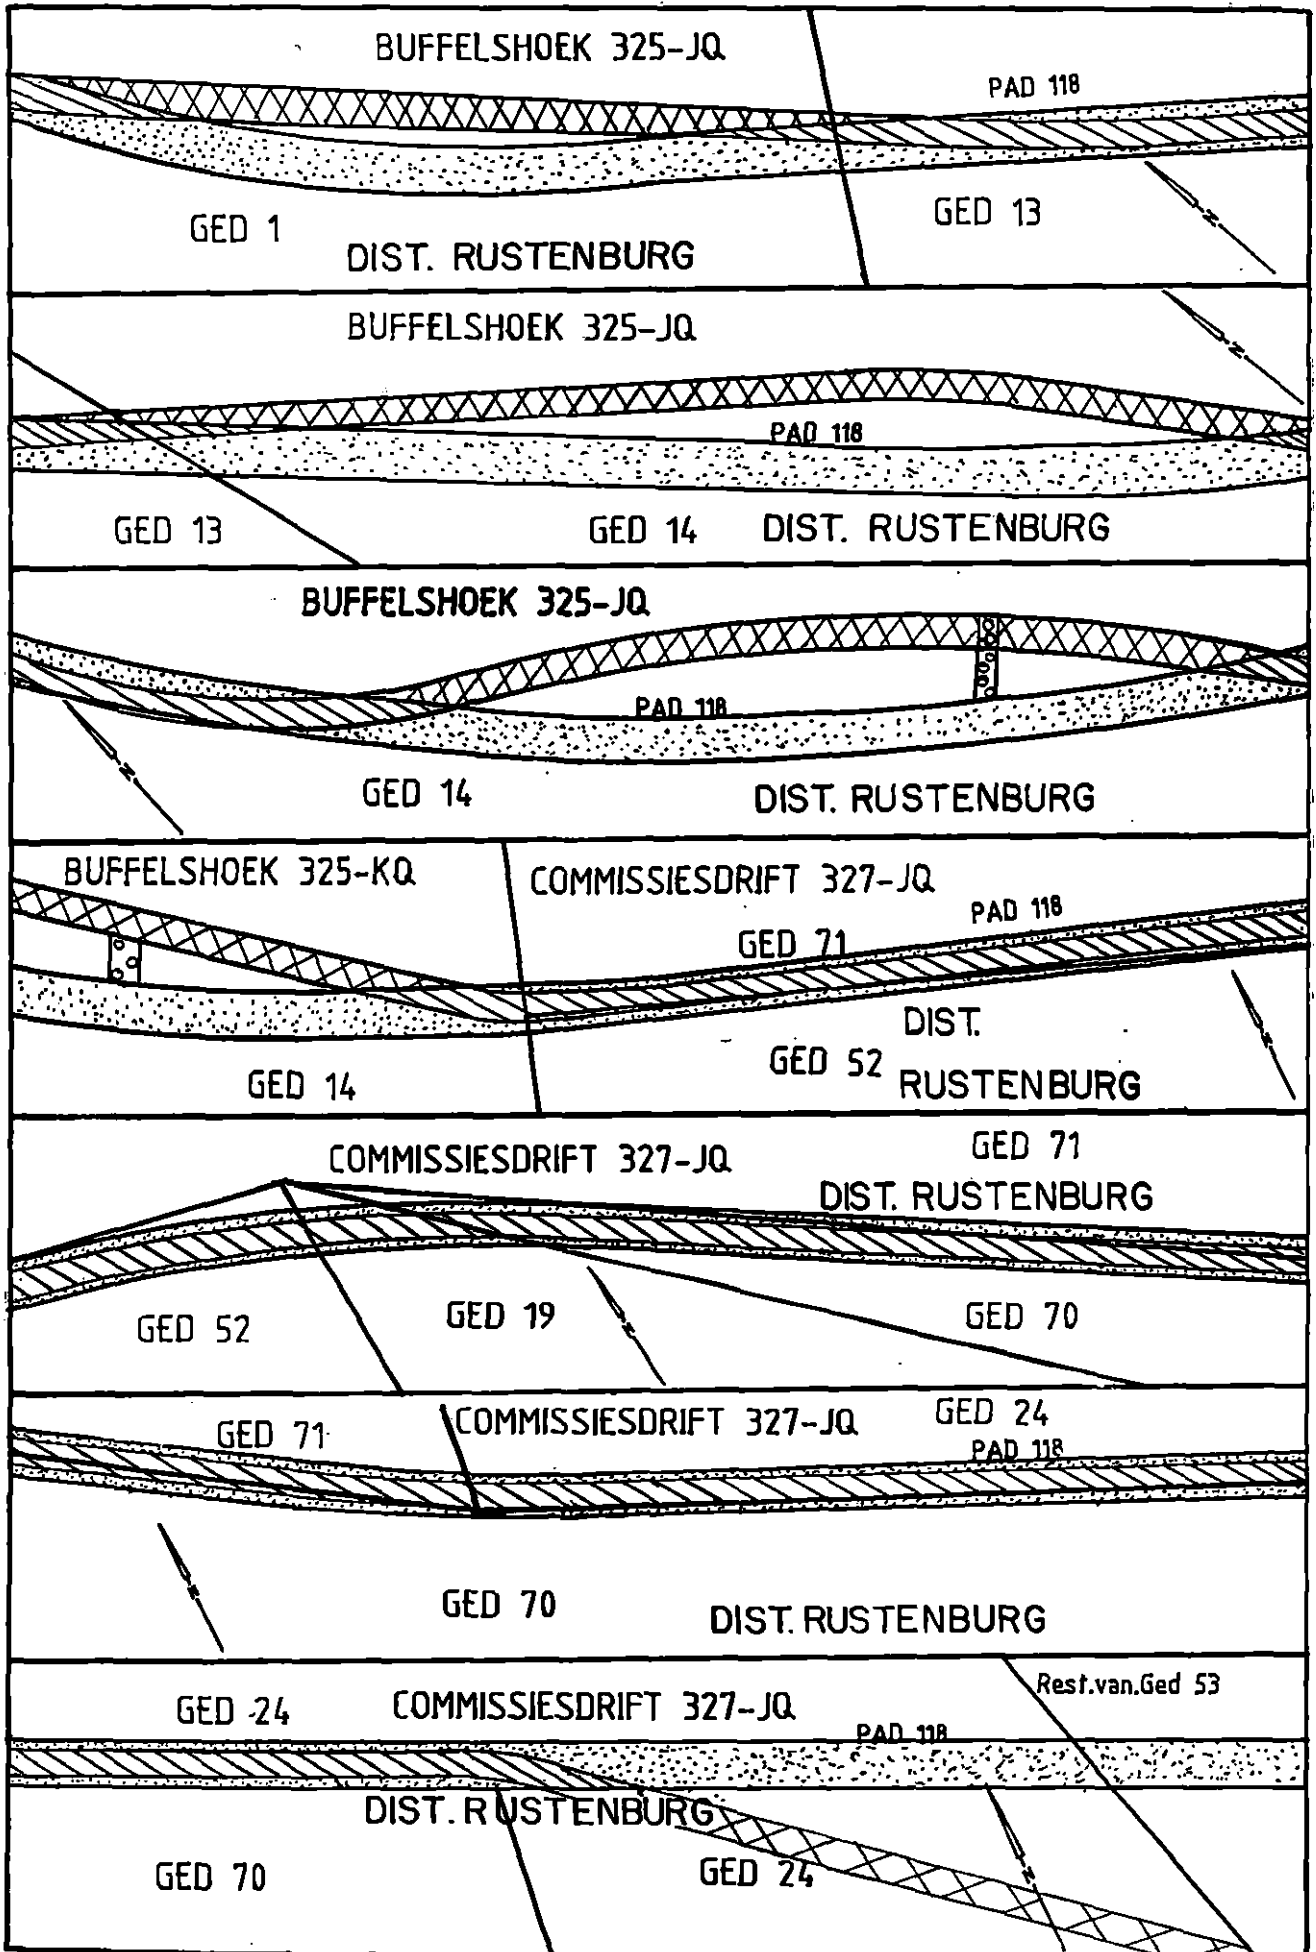 BUFFELSHOEK 325-JQ
PAD 118
GED 1
GED 13
DIST. RUSTENBURG
N
BUFFELSHOEK 325-JQ
N
PAD 118
GED 13
GED 14 DIST. RUSTENBURG
BUFFELSHOEK 325-JQ
PAD 118
N
GED 14
DIST. RUSTENBURG
BUFFELSHOEK 325-KQ
COMMISSIESDRIFT 327-JQ
PAD 118
GED 71
DIST.
N
GED 52
RUSTENBURG
GED 14
GED 71
COMMISSIESDRIFT 327-JQ
DIST. RUSTENBURG
GED 52
GED 19
N
GED 70
GED 71
COMMISSIESDRIFT 327-JQ
GED 24
PAD 118
N
GED 70
DIST. RUSTENBURG
Rest.van.Ged 53
GED 24
COMMISSIESDRIFT 327-JQ
PAD 118
DIST. RUSTENBURG
GED 70
GED 24
N